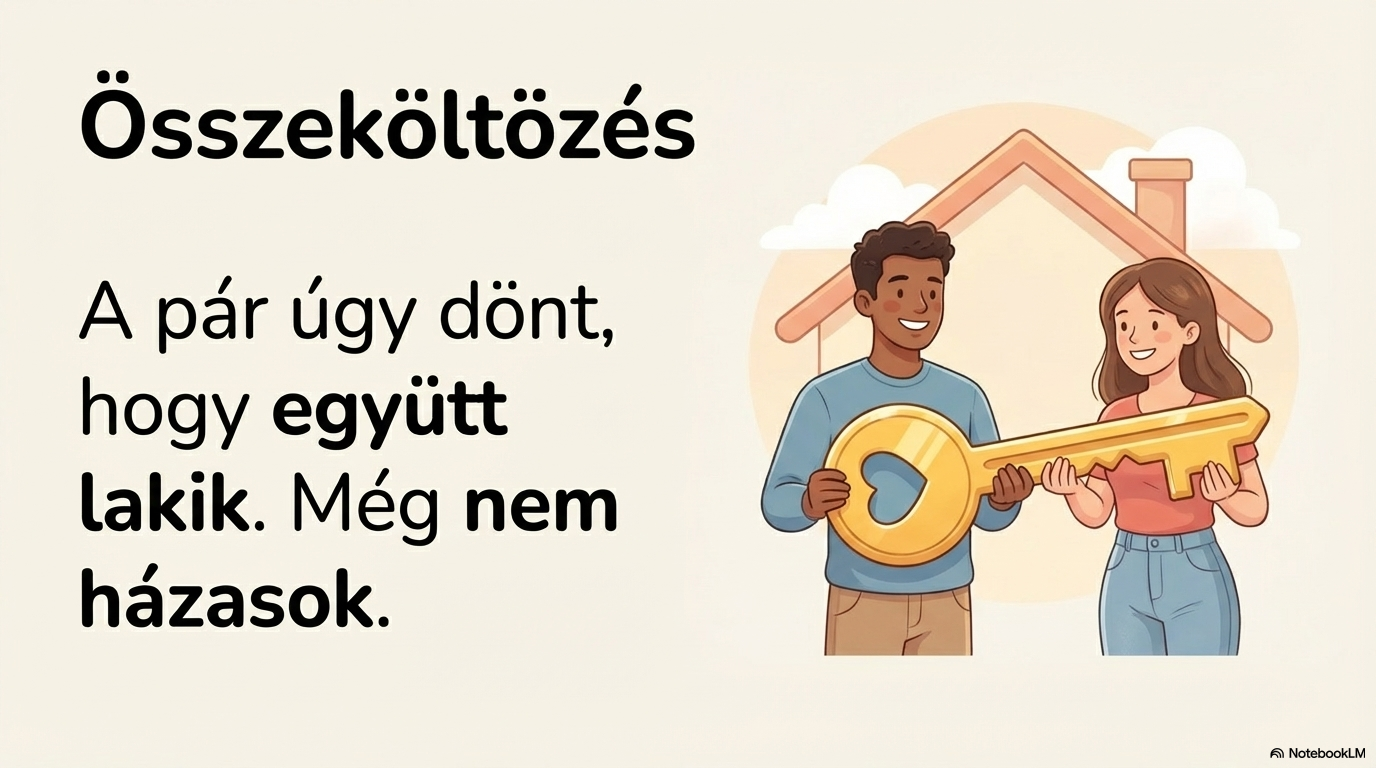 Összeköltözés
A pár úgy dönt,
hogy együtt
lakik. Még nem
házasok.
NotebookLM